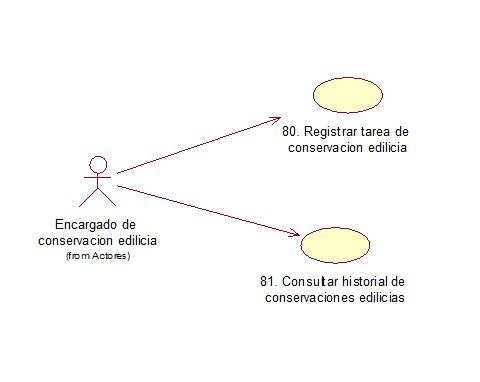 80. Registrar tarea de
conservacion edilicia
Encargado de
conservacion edilicia
(from Actores)
81. Consultar historial de
conservaciones edilicias